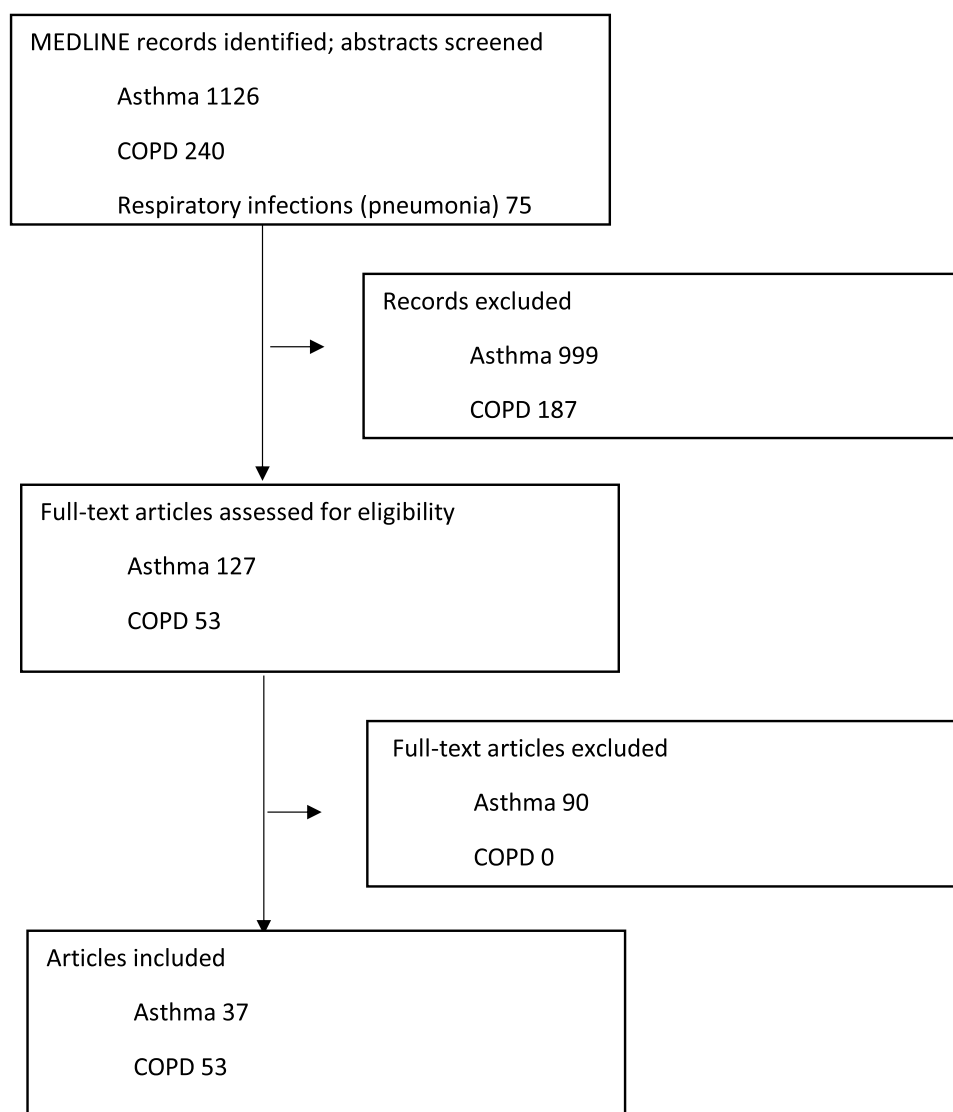 MEDLINE records identified; abstracts screened
Asthma 1126
COPD 240
Respiratory infections (pneumonia) 75
Records excluded
Asthma 999
COPD 187
Full-text articles assessed for eligibility
Asthma 127
COPD 53
Full-text articles excluded
Asthma 90
COPD 0
Articles included
Asthma 37
COPD 53